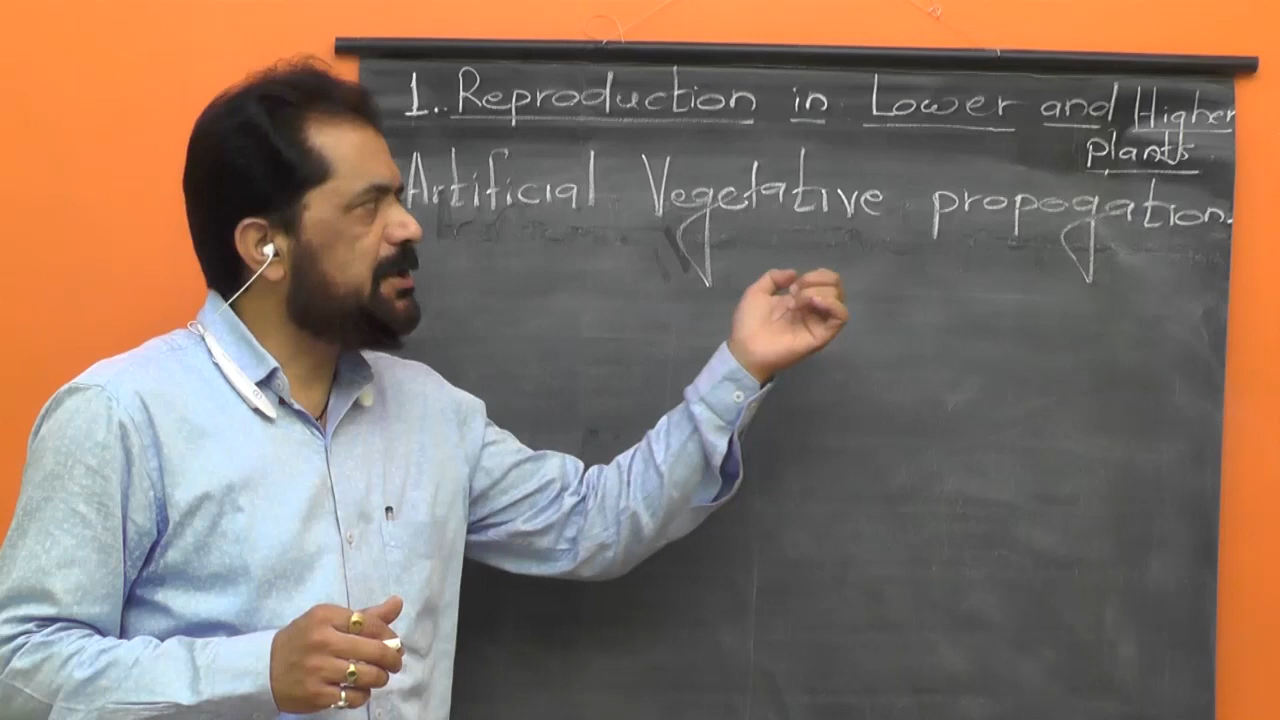 1. Reproduction in Lower and Higher
plants
Artificial Vegetative propogation.